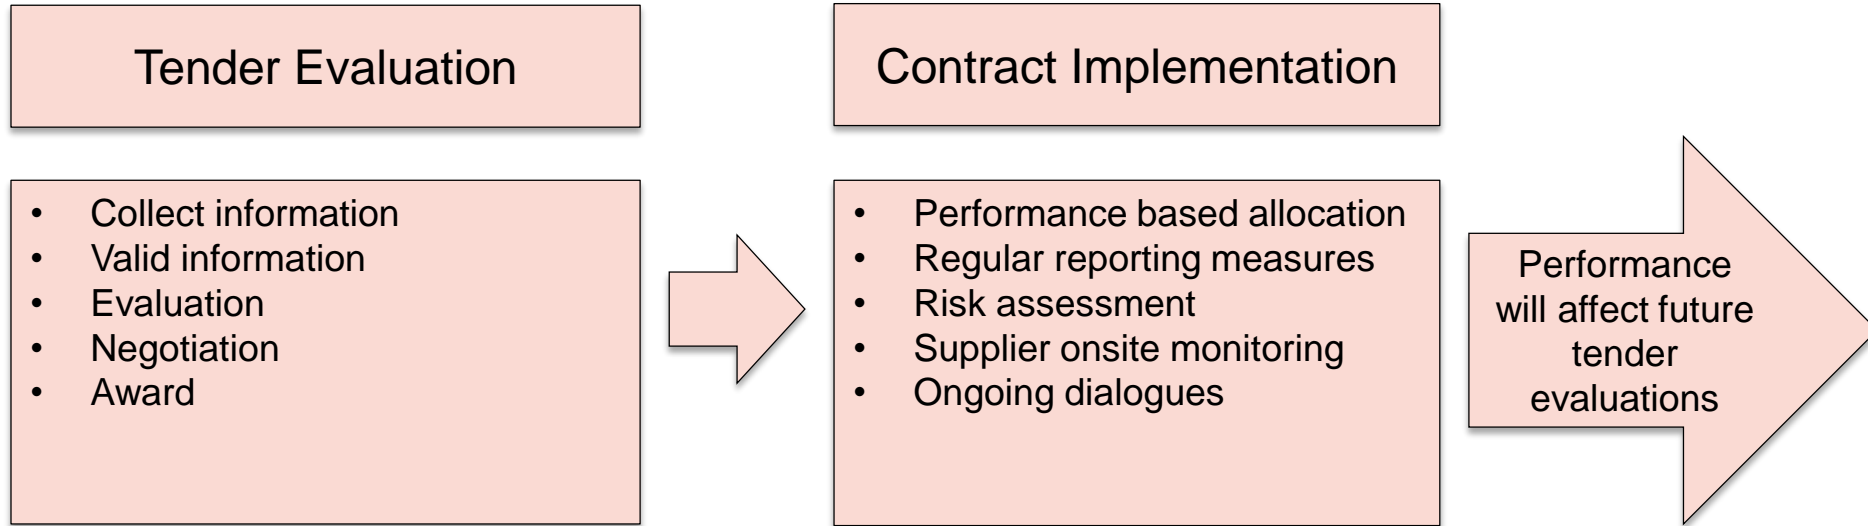 Tender Evaluation
Contract Implementation
• Collect information
• Valid information
• Evaluation
• Negotiation
• Award
• Performance based allocation
• Regular reporting measures
• Risk assessment
• Supplier onsite monitoring
• Ongoing dialogues
Performance
will affect future
tender
evaluations